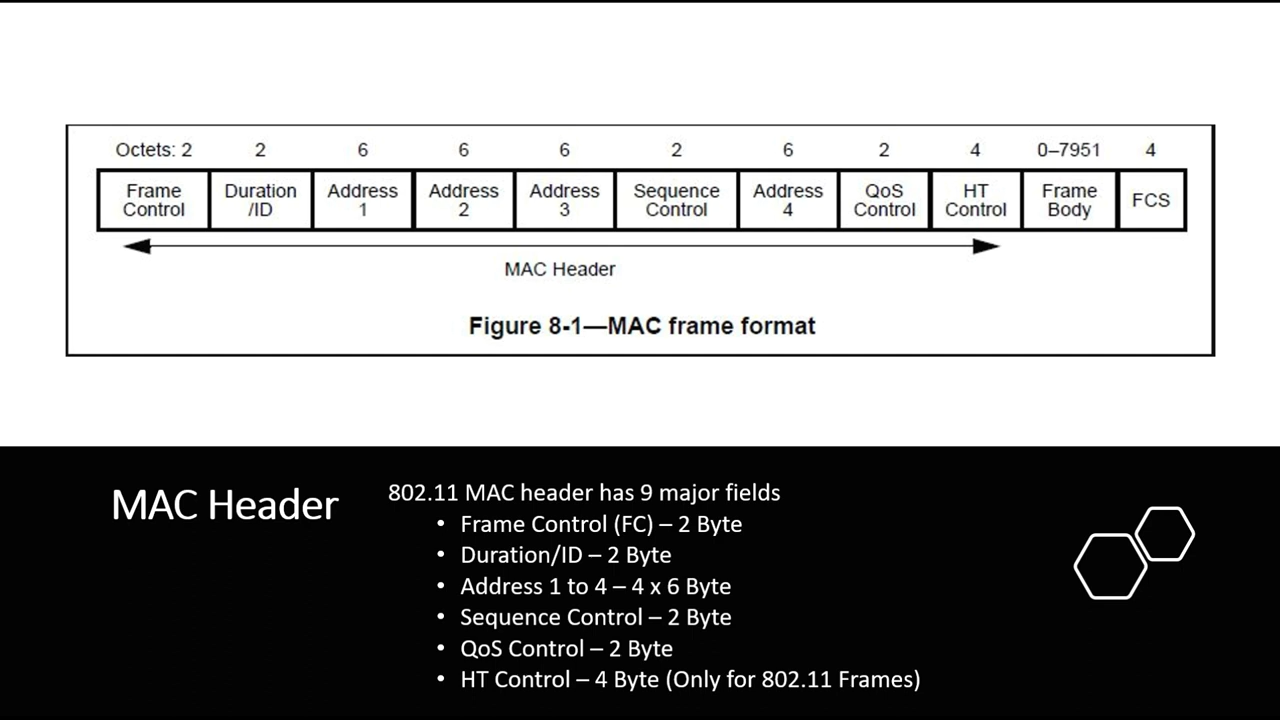 Octets: 2 2 6 6 6 2 6 2 4 0–7951 4
Frame Control Duration /ID Address 1 Address 2 Address 3 Sequence Control Address 4 QoS Control HT Control Frame Body FCS
MAC Header
Figure 8-1—MAC frame format
MAC Header
802.11 MAC header has 9 major fields
• Frame Control (FC) – 2 Byte
• Duration/ID – 2 Byte
• Address 1 to 4 – 4 x 6 Byte
• Sequence Control – 2 Byte
• QoS Control – 2 Byte
• HT Control – 4 Byte (Only for 802.11 Frames)